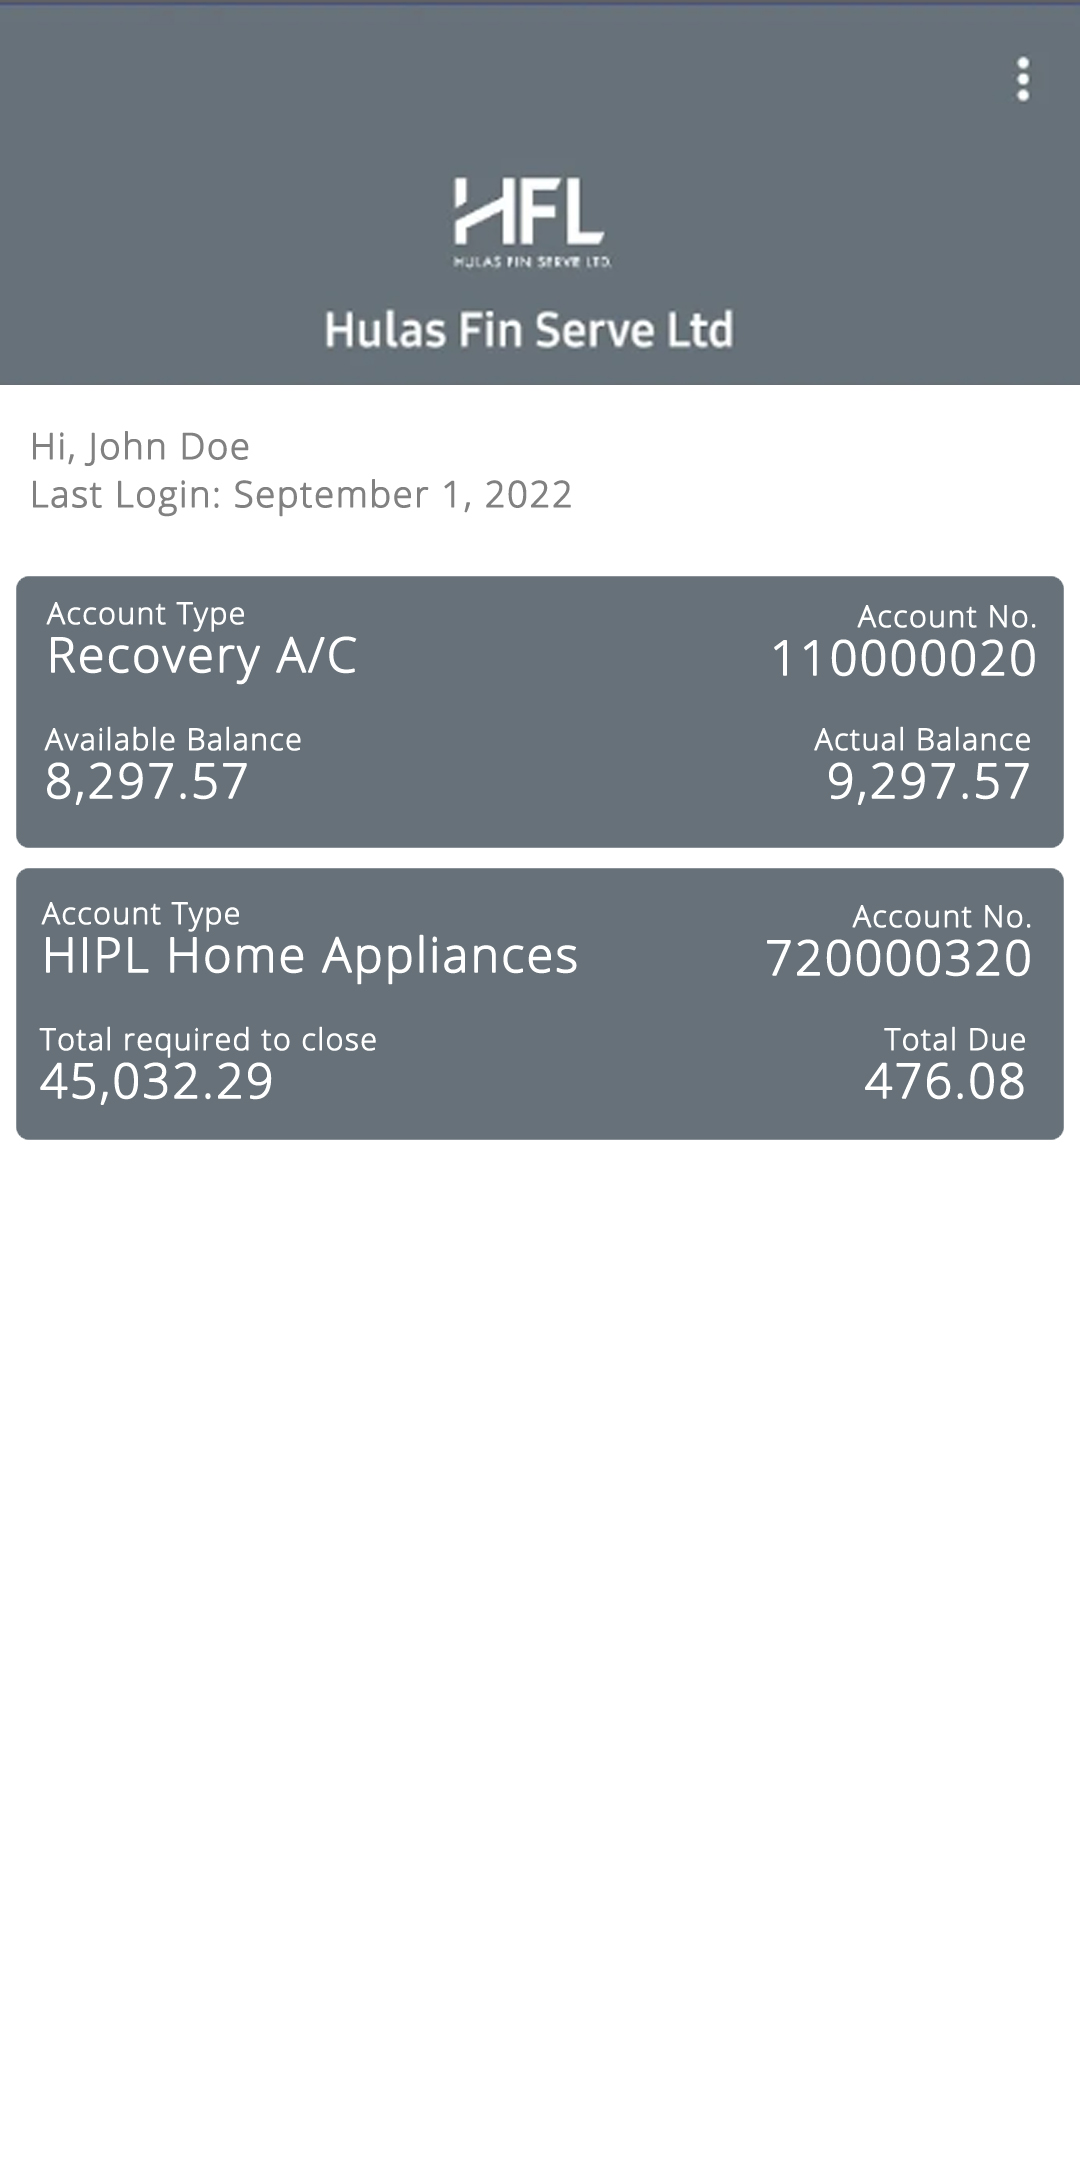 HFL
HULAS FIN SERVE LTD.
Hulas Fin Serve Ltd
Hi, John Doe
Last Login: September 1, 2022
Account Type
Account No.
Recovery A/C
110000020
Available Balance
Actual Balance
8,297.57
9,297.57
Account Type
Account No.
HIPL Home Appliances
720000320
Total required to close
Total Due
45,032.29
476.08